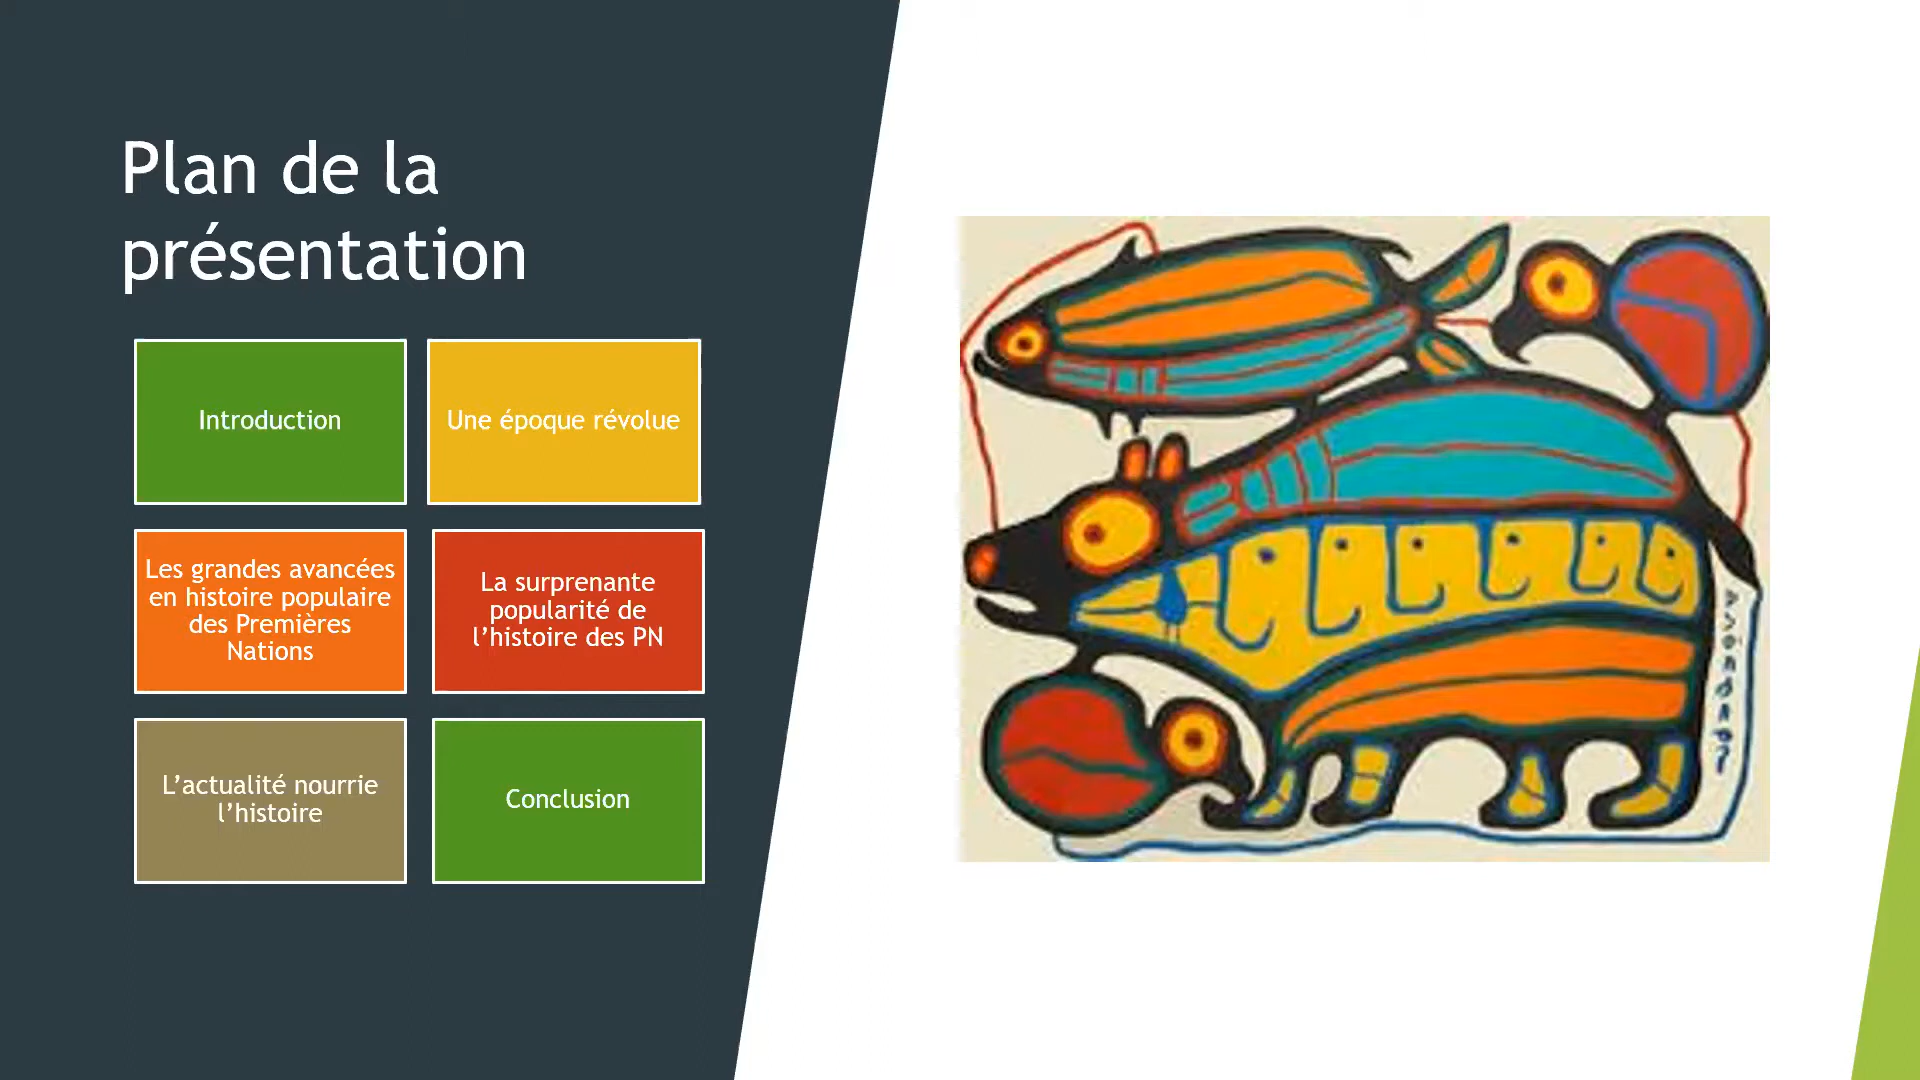 Plan de la
présentation
Introduction
Une époque révolue
Les grandes avancées
en histoire populaire
des Premières
Nations
La surprenante
popularité de
l’histoire des PN
L’actualité nourrie
l’histoire
Conclusion